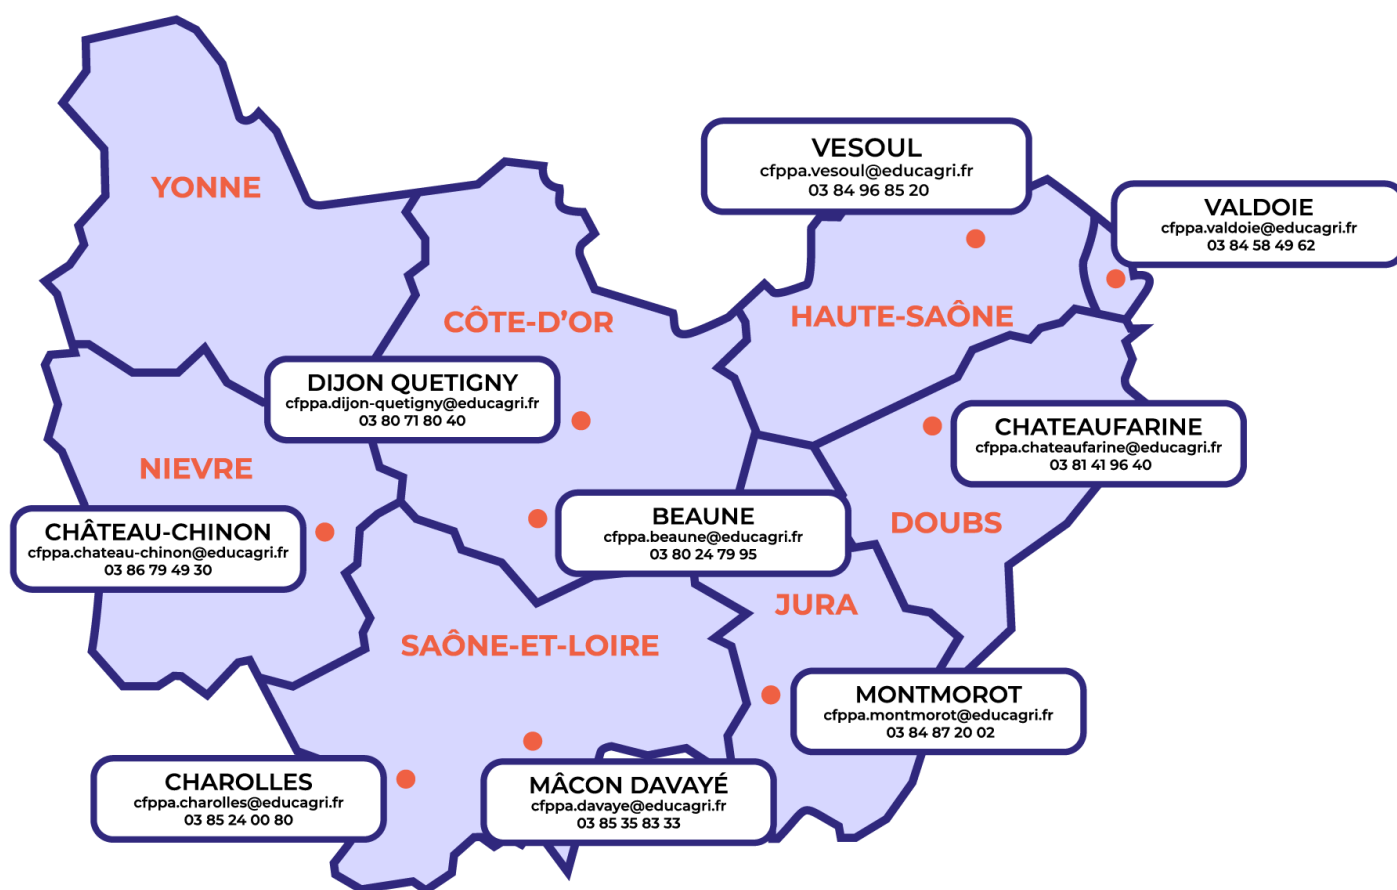 YONNE
VESOUL
cfppa.vesoul@educagri.fr
03 84 96 85 20
VALDOIE
cfppa.valdoie@educagri.fr
03 84 58 49 62
CÔTE-D'OR
HAUTE-SAÔNE
DIJON QUETIGNY
cfppa.dijon-quetigny@educagri.fr
03 80 71 80 40
CHATEAUFARINE
cfppa.chateaufarine@educagri.fr
03 81 41 96 40
NIEVRE
CHÂTEAU-CHINON
cfppa.chateau-chinon@educagri.fr
03 86 79 49 30
BEAUNE
cfppa.beaune@educagri.fr
03 80 24 79 95
DOUBS
JURA
SAÔNE-ET-LOIRE
MONTMOROT
cfppa.montmorot@educagri.fr
03 84 87 20 02
CHAROLLES
cfppa.charolles@educagri.fr
03 85 24 00 80
MÂCON DAVAYÉ
cfppa.davaye@educagri.fr
03 85 35 83 33